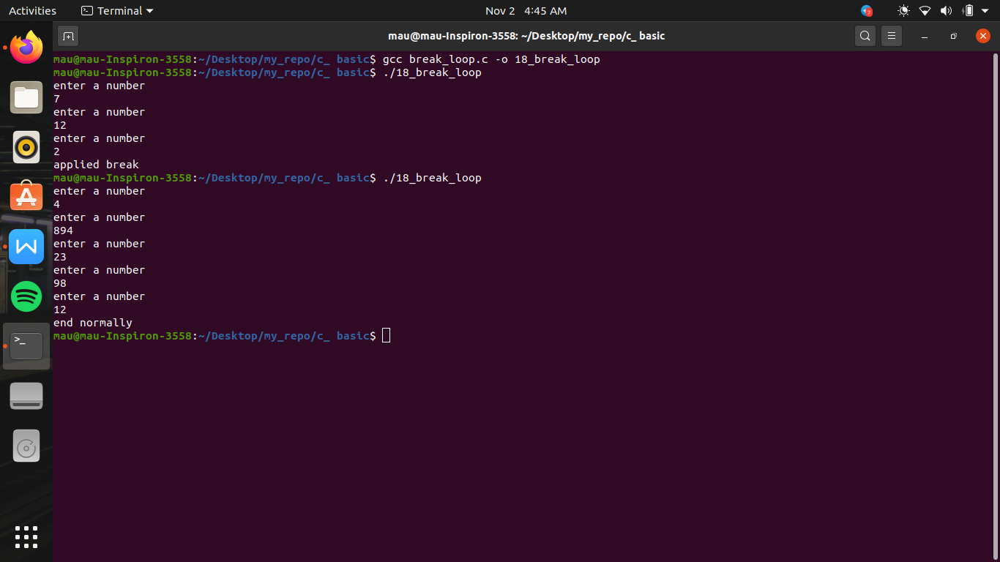 Activities
Terminal
Nov 2 4:45 AM
mau@mau-Inspiron-3558: ~/Desktop/my_repo/c_ basic
mau@mau-Inspiron-3558:~/Desktop/my_repo/c_ basic$ gcc break_loop.c -o 18_break_loop
mau@mau-Inspiron-3558:~/Desktop/my_repo/c_ basic$ ./18_break_loop
enter a number
7
enter a number
12
enter a number
2
applied break
mau@mau-Inspiron-3558:~/Desktop/my_repo/c_ basic$ ./18_break_loop
enter a number
4
enter a number
894
enter a number
23
enter a number
98
enter a number
12
end normally
mau@mau-Inspiron-3558:~/Desktop/my_repo/c_ basic$